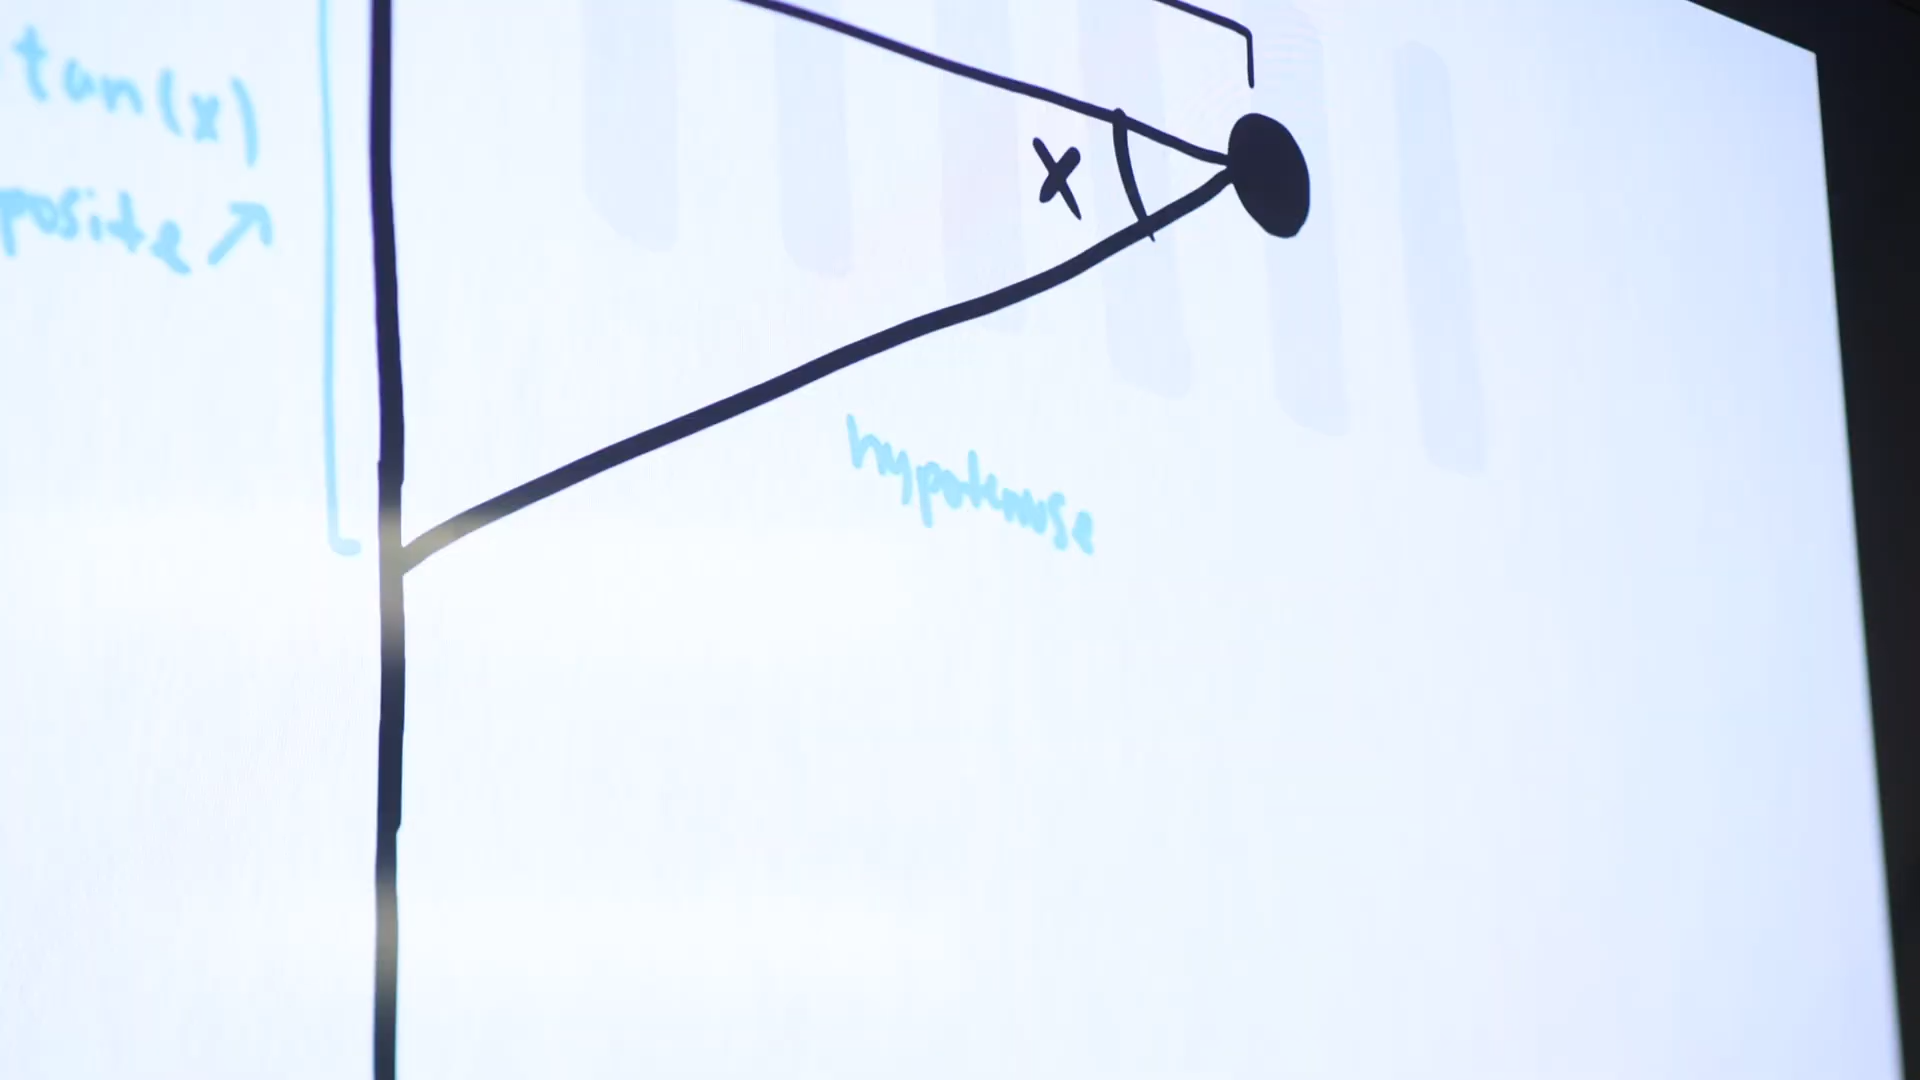 tan(x)
posite ↗
x
hypotenuse